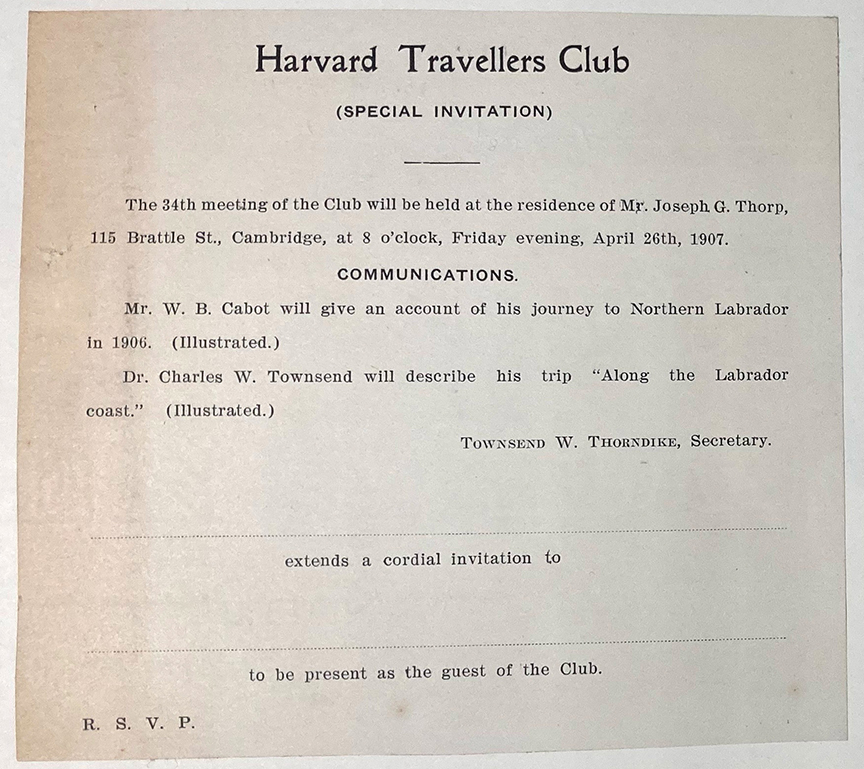 Harvard Travellers Club
(SPECIAL INVITATION)
The 34th meeting of the Club will be held at the residence of Mr. Joseph G. Thorp,
115 Brattle St., Cambridge, at 8 o'clock, Friday evening, April 26th, 1907.
COMMUNICATIONS.
Mr. W. B. Cabot will give an account of his journey to Northern Labrador
in 1906. (Illustrated.)
Dr. Charles W. Townsend will describe his trip “Along the Labrador
coast.” (Illustrated.)
Townsend W. Thorndike, Secretary.
extends a cordial invitation to
to be present as the guest of the Club.
R. S. V. P.